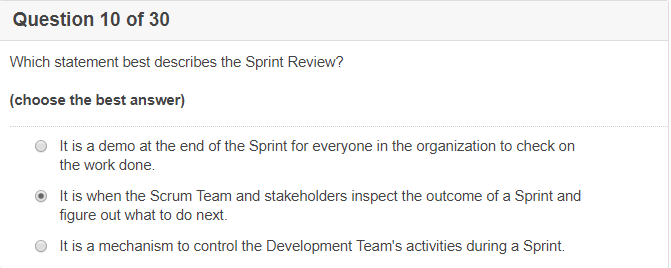 Question 10 of 30
Which statement best describes the Sprint Review?
(choose the best answer)
It is a demo at the end of the Sprint for everyone in the organization to check on
the work done.
It is when the Scrum Team and stakeholders inspect the outcome of a Sprint and
figure out what to do next.
It is a mechanism to control the Development Team's activities during a Sprint.